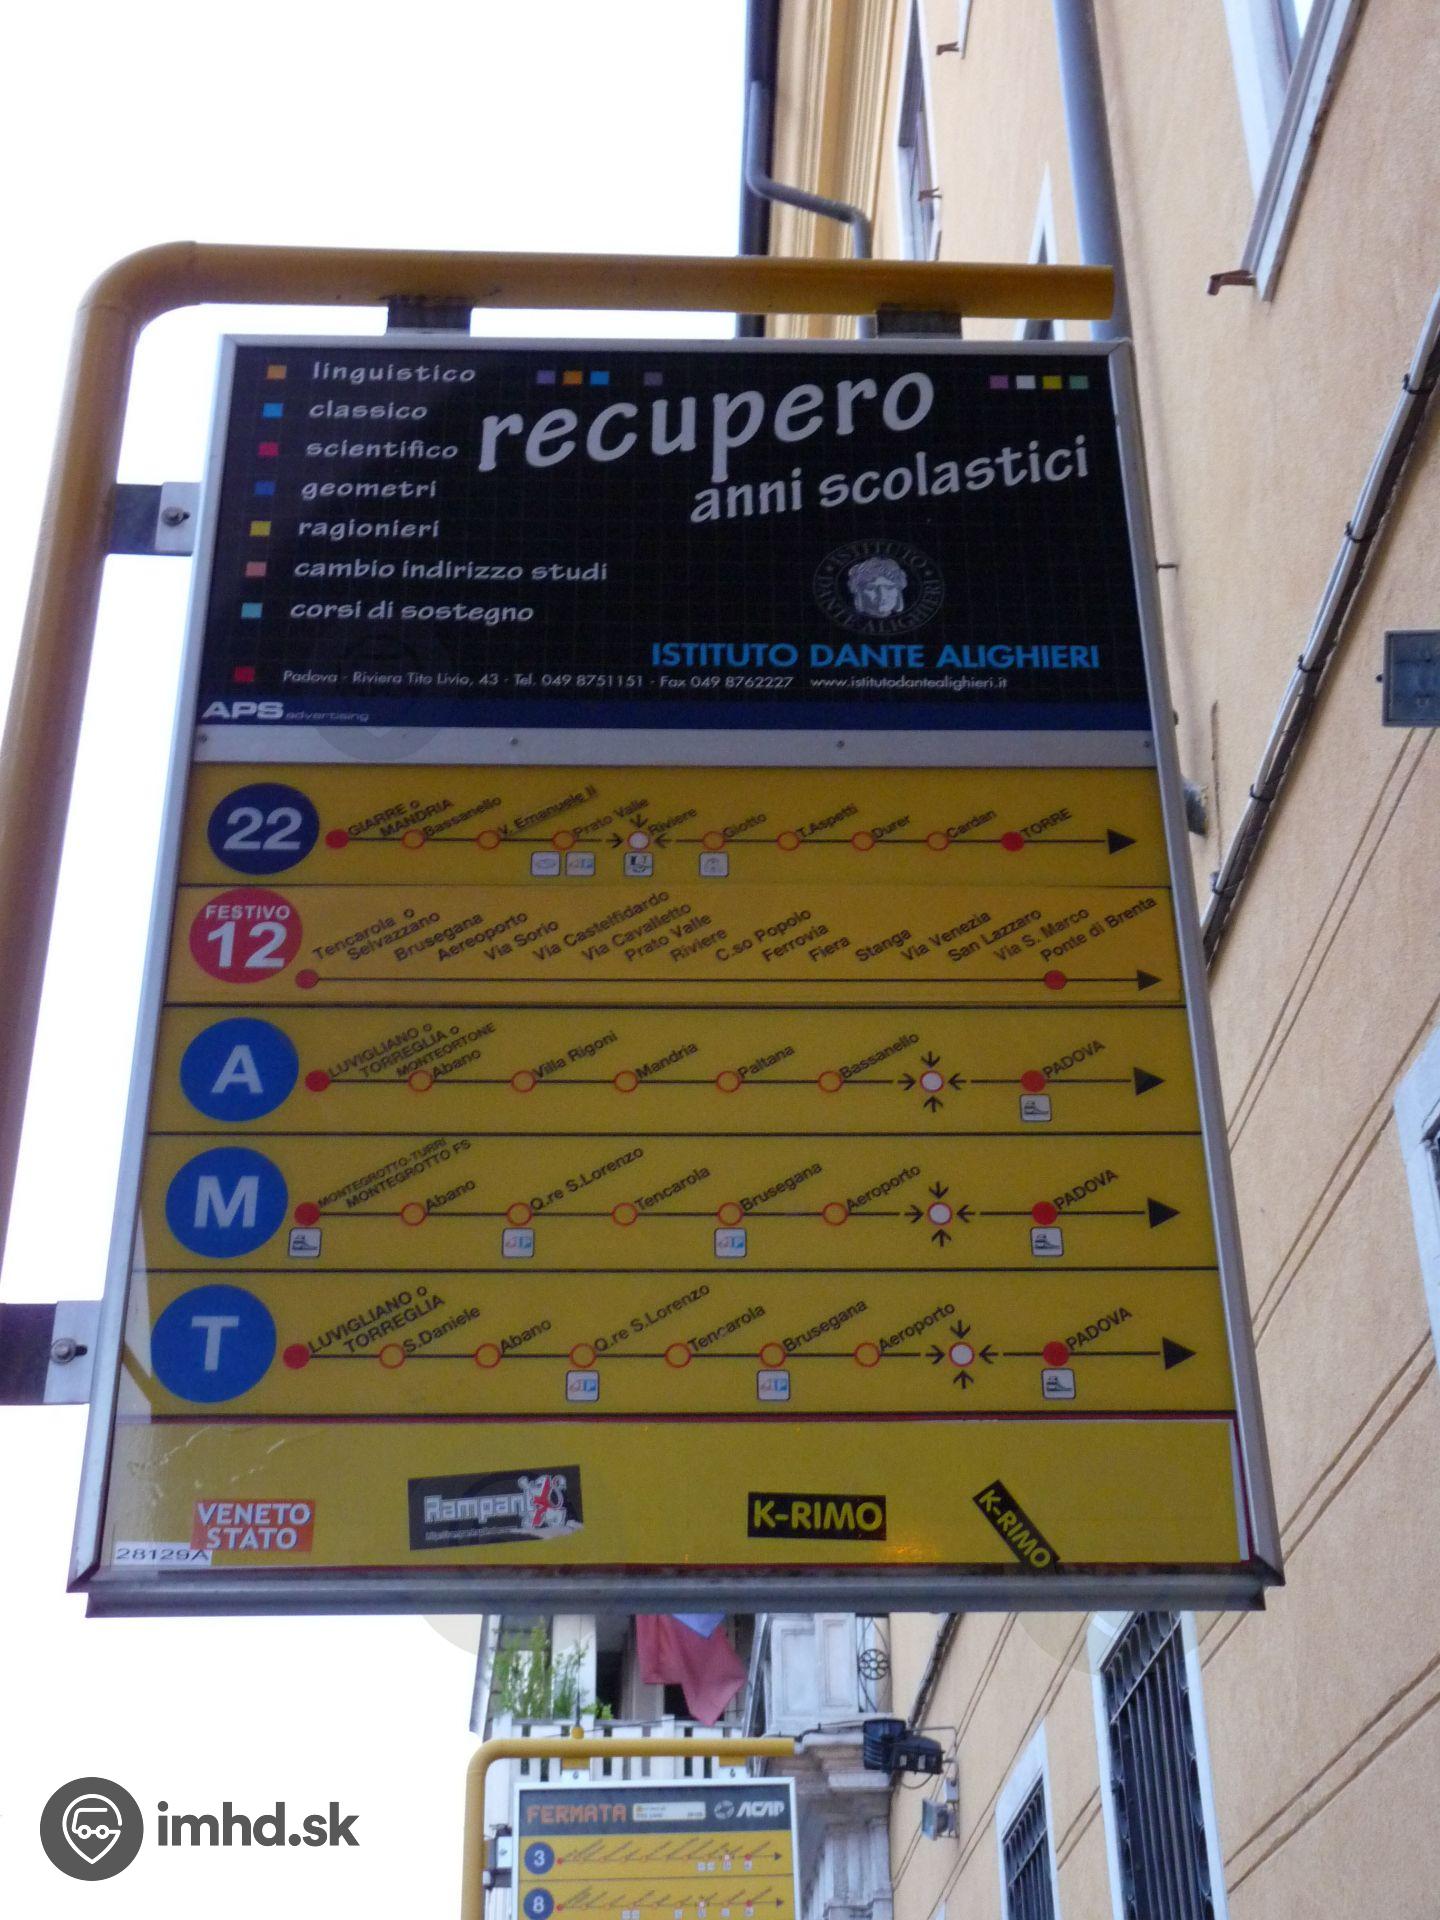 linguistico
classico
scientifico
geometri
ragionieri
cambio indirizzo studi
corsi di sostegno
recupero
anni scolastici
ISTITUTO
DANTE ALIGHIERI
ISTITUTO DANTE ALIGHIERI
Padova - Riviera Tito Livio, 43 - Tel. 049 8751151 - Fax 049 8762227 www.istitutodantealighieri.it
APS advertising
22
GIARRE o
MANDRIA
Bassanello
V. Emanuele II
Prato Valle
Riviere
Giotto
T.Aspetti
Durer
Cardan
TORRE
FESTIVO
12
Tencarola o
Selvazzano
Brusegana
Aereoporto
Via Sorio
Via Castelfidardo
Via Cavalletto
Prato Valle
Riviere
C.so Popolo
Ferrovia
Fiera
Stanga
Via Venezia
San Lazzaro
Via S. Marco
Ponte di Brenta
A
LUVIGLIANO o
TORREGLIA o
MONTEORTONE
Abano
Villa Rigoni
Mandria
Paltana
Bassanello
PADOVA
M
MONTEGROTTO-TURRI
MONTEGROTTO FS
Abano
Q.re S.Lorenzo
Tencarola
Brusegana
Aeroporto
PADOVA
T
LUVIGLIANO o
TORREGLIA
S.Daniele
Abano
Q.re S.Lorenzo
Tencarola
Brusegana
Aeroporto
PADOVA
VENETO
STATO
28129A
K-RIMO
K-RIMO
FERMATA
ACAP
3
8
imhd.sk